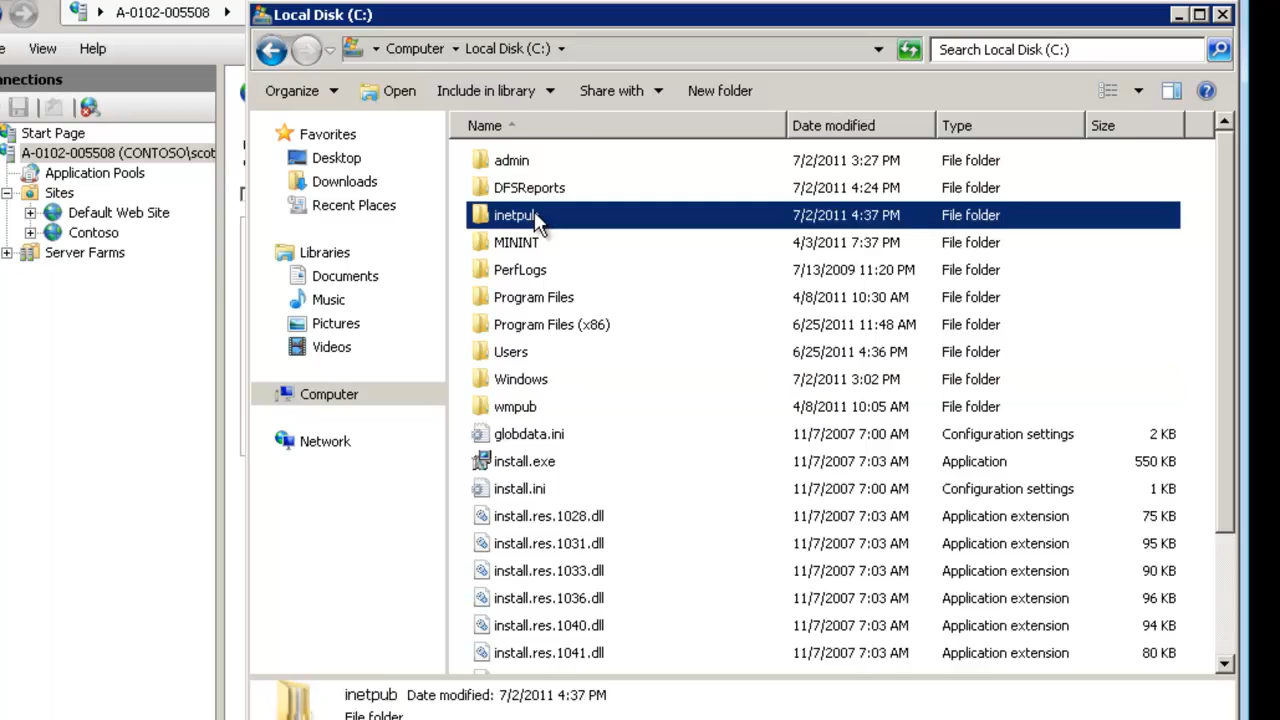 A-0102-005508
Local Disk (C:)
View Help
Computer Local Disk (C:)
Search Local Disk (C:)
nnections
Organize Open Include in library Share with New folder
Start Page
A-0102-005508 (CONTOSO\scot
Application Pools
Sites
Default Web Site
Contoso
Server Farms
Favorites
Desktop
Downloads
Recent Places
Libraries
Documents
Music
Pictures
Videos
Computer
Network
Name Date modified Type Size
admin 7/2/2011 3:27 PM File folder
DFSReports 7/2/2011 4:24 PM File folder
inetpub 7/2/2011 4:37 PM File folder
MININT 4/3/2011 7:37 PM File folder
PerfLogs 7/13/2009 11:20 PM File folder
Program Files 4/8/2011 10:30 AM File folder
Program Files (x86) 6/25/2011 11:48 AM File folder
Users 6/25/2011 4:36 PM File folder
Windows 7/2/2011 3:02 PM File folder
wmpub 4/8/2011 10:05 AM File folder
globdata.ini 11/7/2007 7:00 AM Configuration settings 2 KB
install.exe 11/7/2007 7:03 AM Application 550 KB
install.ini 11/7/2007 7:00 AM Configuration settings 1 KB
install.res.1028.dll 11/7/2007 7:03 AM Application extension 75 KB
install.res.1031.dll 11/7/2007 7:03 AM Application extension 95 KB
install.res.1033.dll 11/7/2007 7:03 AM Application extension 90 KB
install.res.1036.dll 11/7/2007 7:03 AM Application extension 96 KB
install.res.1040.dll 11/7/2007 7:03 AM Application extension 94 KB
install.res.1041.dll 11/7/2007 7:03 AM Application extension 80 KB
inetpub Date modified: 7/2/2011 4:37 PM
File folder